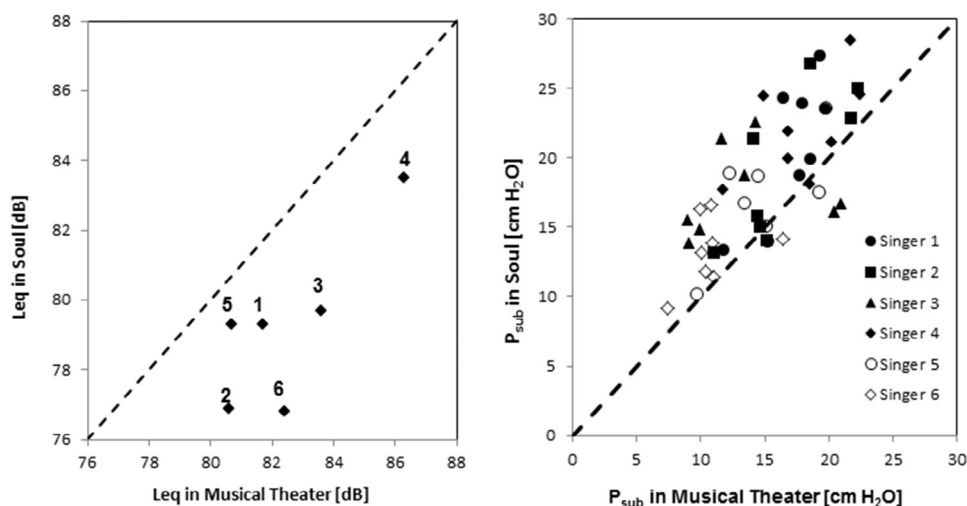 88
86
84
82
80
78
76
Leq in Soul [dB]
4
3
5 1
2 6
76 78 80 82 84 86 88
Leq in Musical Theater [dB]
30
25
20
15
10
5
0
Psub in Soul [cm H2O]
Singer 1
Singer 2
Singer 3
Singer 4
Singer 5
Singer 6
0 5 10 15 20 25 30
Psub in Musical Theater [cm H2O]